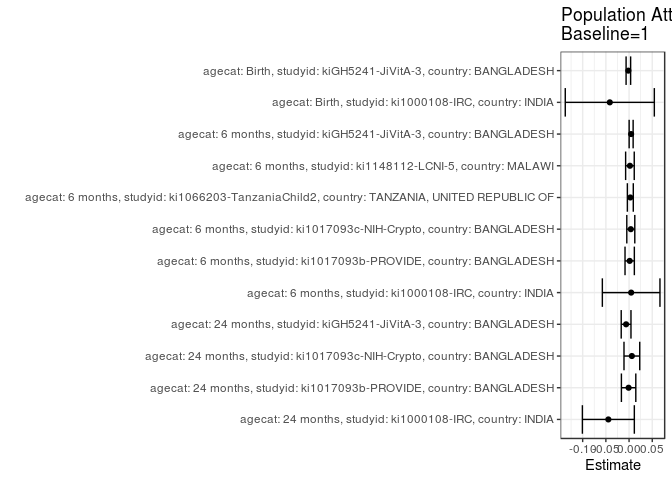 Population Att
Baseline=1
agecat: Birth, studyid: kiGH5241-JiVitA-3, country: BANGLADESH
agecat: Birth, studyid: ki1000108-IRC, country: INDIA
agecat: 6 months, studyid: kiGH5241-JiVitA-3, country: BANGLADESH
agecat: 6 months, studyid: ki1148112-LCNI-5, country: MALAWI
agecat: 6 months, studyid: ki1066203-TanzaniaChild2, country: TANZANIA, UNITED REPUBLIC OF
agecat: 6 months, studyid: ki1017093c-NIH-Crypto, country: BANGLADESH
agecat: 6 months, studyid: ki1017093b-PROVIDE, country: BANGLADESH
agecat: 6 months, studyid: ki1000108-IRC, country: INDIA
agecat: 24 months, studyid: kiGH5241-JiVitA-3, country: BANGLADESH
agecat: 24 months, studyid: ki1017093c-NIH-Crypto, country: BANGLADESH
agecat: 24 months, studyid: ki1017093b-PROVIDE, country: BANGLADESH
agecat: 24 months, studyid: ki1000108-IRC, country: INDIA
-0.10 -0.05 0.00 0.05
Estimate